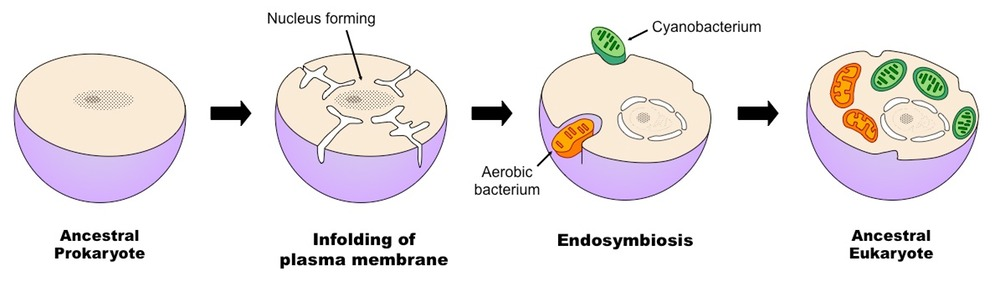 Nucleus forming
Cyanobacterium
Aerobic
bacterium
Ancestral
Prokaryote
Infolding of
plasma membrane
Endosymbiosis
Ancestral
Eukaryote